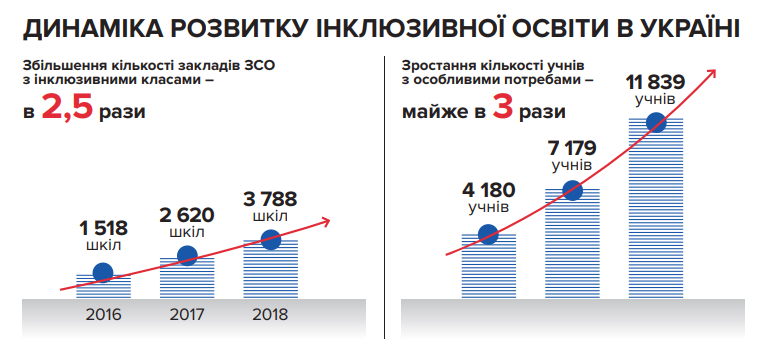 ДИНАМІКА РОЗВИТКУ ІНКЛЮЗИВНОЇ ОСВІТИ В УКРАЇНІ
Збільшення кількості закладів ЗСО
з інклюзивними класами –
в 2,5 рази
1 518
шкіл
2 620
шкіл
3 788
шкіл
2016
2017
2018
Зростання кількості учнів
з особливими потребами –
майже в 3 рази
4 180
учнів
7 179
учнів
11 839
учнів